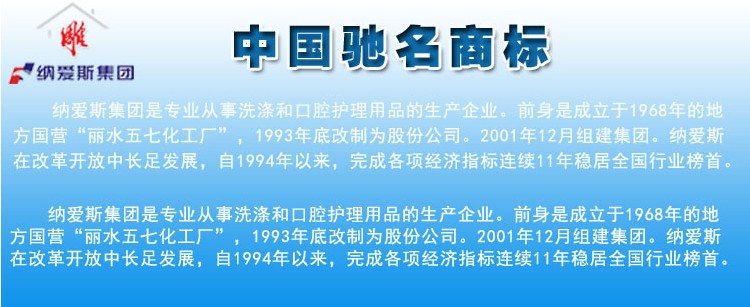 雕
纳爱斯集团
中国驰名商标
纳爱斯集团是专业从事洗涤和口腔护理用品的生产企业。前身是成立于1968年的地
方国营“丽水五七化工厂”，1993年底改制为股份公司。2001年12月组建集团。纳爱斯
在改革开放中长足发展，自1994年以来，完成各项经济指标连续11年稳居全国行业榜首。
纳爱斯集团是专业从事洗涤和口腔护理用品的生产企业。前身是成立于1968年的地
方国营“丽水五七化工厂”，1993年底改制为股份公司。2001年12月组建集团。纳爱斯
在改革开放中长足发展，自1994年以来，完成各项经济指标连续11年稳居全国行业榜首。